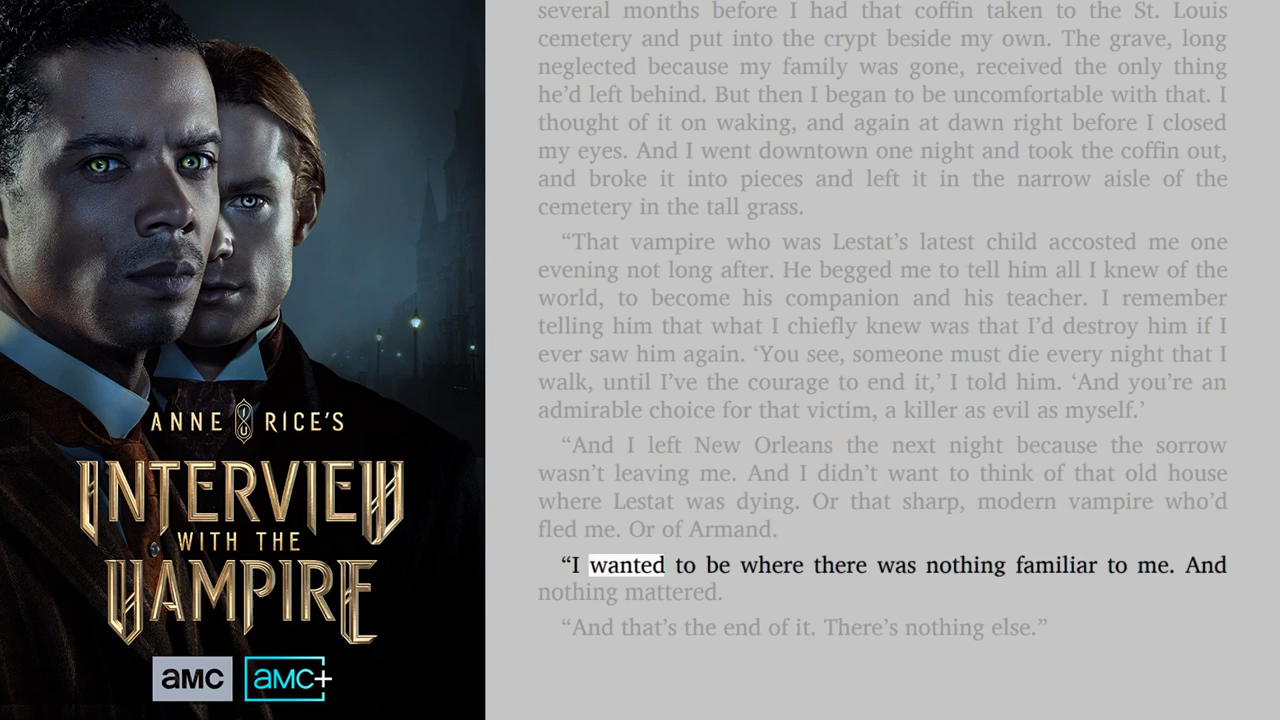 ANNE RICE'S
INTERVIEW
WITH THE
VAMPIRE
aMC
aMC+
several months before I had that coffin taken to the St. Louis
cemetery and put into the crypt beside my own. The grave, long
neglected because my family was gone, received the only thing
he’d left behind. But then I began to be uncomfortable with that. I
thought of it on waking, and again at dawn right before I closed
my eyes. And I went downtown one night and took the coffin out,
and broke it into pieces and left it in the narrow aisle of the
cemetery in the tall grass.
“That vampire who was Lestat’s latest child accosted me one
evening not long after. He begged me to tell him all I knew of the
world, to become his companion and his teacher. I remember
telling him that what I chiefly knew was that I’d destroy him if I
ever saw him again. ‘You see, someone must die every night that I
walk, until I’ve the courage to end it,’ I told him. ‘And you’re an
admirable choice for that victim, a killer as evil as myself.’
“And I left New Orleans the next night because the sorrow
wasn’t leaving me. And I didn’t want to think of that old house
where Lestat was dying. Or that sharp, modern vampire who’d
fled me. Or of Armand.
“I wanted to be where there was nothing familiar to me. And
nothing mattered.
“And that’s the end of it. There’s nothing else.”